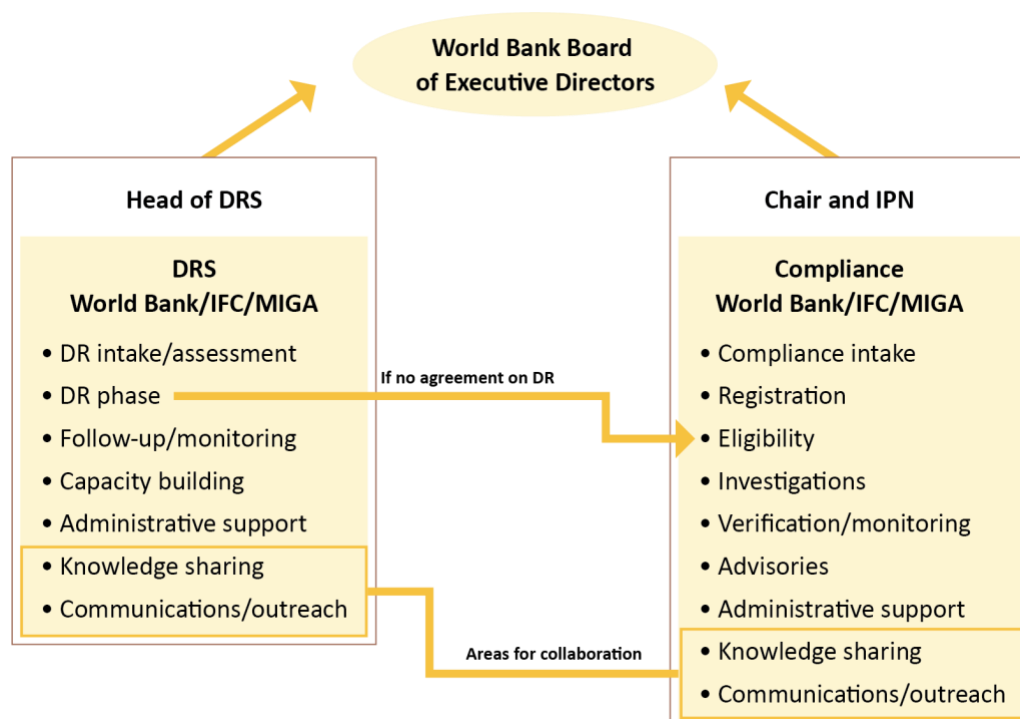 World Bank Board
of Executive Directors
Head of DRS
DRS
World Bank/IFC/MIGA
• DR intake/assessment
• DR phase
• Follow-up/monitoring
• Capacity building
• Administrative support
• Knowledge sharing
• Communications/outreach
If no agreement on DR
Areas for collaboration
Chair and IPN
Compliance
World Bank/IFC/MIGA
• Compliance intake
• Registration
• Eligibility
• Investigations
• Verification/monitoring
• Advisories
• Administrative support
• Knowledge sharing
• Communications/outreach